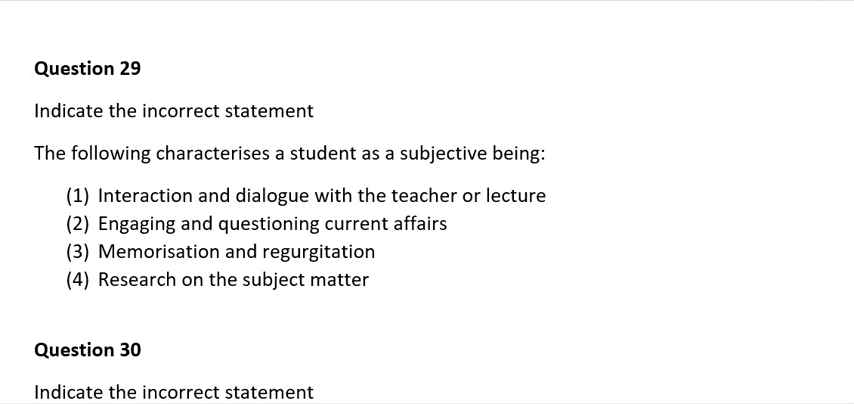 Question 29
Indicate the incorrect statement
The following characterises a student as a subjective being:
(1) Interaction and dialogue with the teacher or lecture
(2) Engaging and questioning current affairs
(3) Memorisation and regurgitation
(4) Research on the subject matter
Question 30
Indicate the incorrect statement